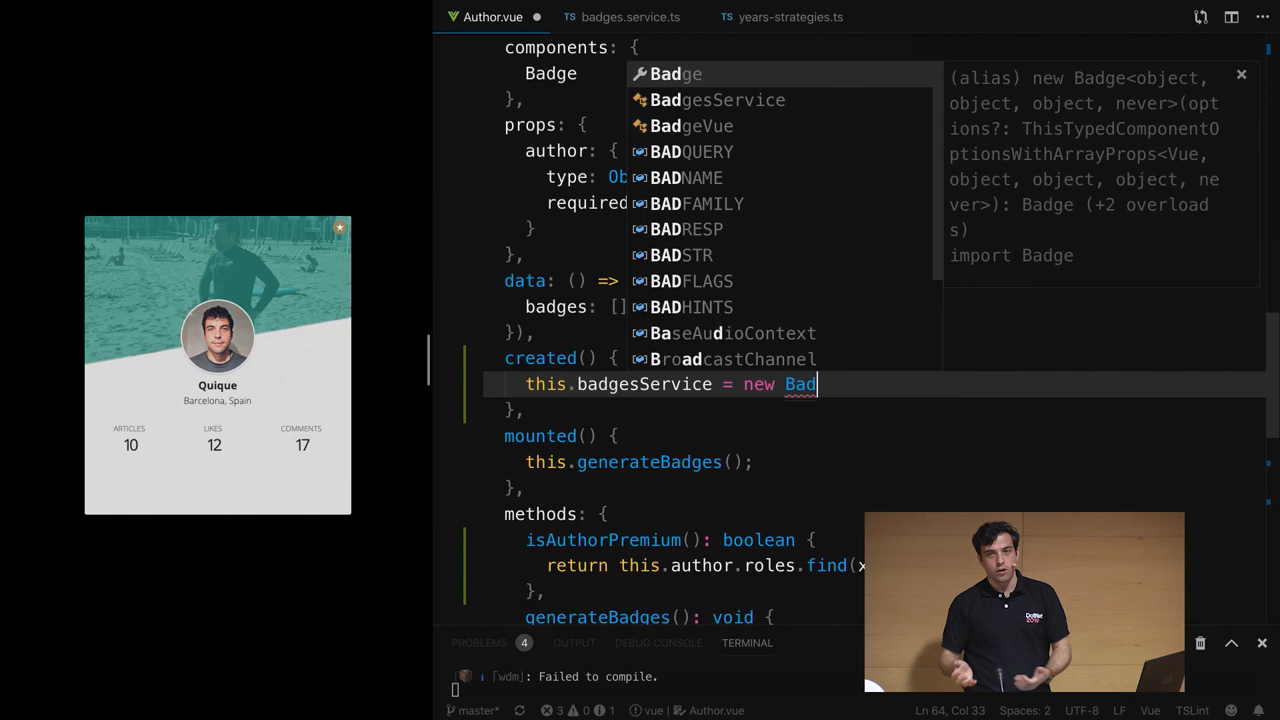 Author.vue
badges.service.ts
years-strategies.ts
components: {
Badge
},
props: {
author: {
type: Ob
required
}
},
data: () =>
badges: []
}),
created() {
this.badgesService = new Bad
},
mounted() {
this.generateBadges();
},
methods: {
isAuthorPremium(): boolean {
return this.author.roles.find(x
},
generateBadges(): void {
Badge
BadgesService
BadgeVue
BADQUERY
BADNAME
BADFAMILY
BADRESP
BADSTR
BADFLAGS
BADHINTS
BaseAudioContext
BroadcastChannel
(alias) new Badge<object,
object, object, never>(opt
ions?: ThisTypedComponentO
ptionsWithArrayProps<Vue,
object, object, object, ne
ver>): Badge (+2 overload
s)
import Badge
Quique
Barcelona, Spain
ARTICLES LIKES COMMENTS
10 12 17
PROBLEMS 4 OUTPUT DEBUG CONSOLE TERMINAL
[wdm]: Failed to compile.
master* 3 0 1 vue | Author.vue Ln 64, Col 33 Spaces: 2 UTF-8 LF Vue TSLint
DotNet
2019